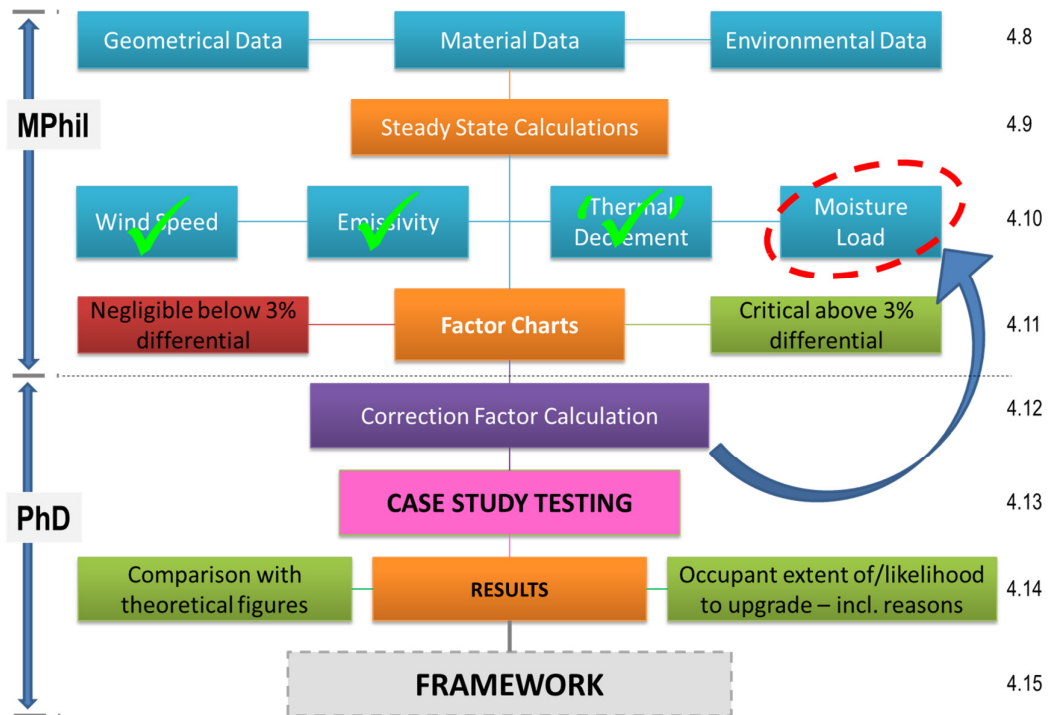 Geometrical Data
Material Data
Environmental Data
4.8
MPhil
Steady State Calculations
4.9
Wind Speed
Emissivity
(Thermal)
Decrement
Moisture
Load
4.10
Negligible below 3%
differential
Factor Charts
Critical above 3%
differential
4.11
Correction Factor Calculation
4.12
PhD
CASE STUDY TESTING
4.13
Comparison with
theoretical figures
RESULTS
Occupant extent of/likelihood
to upgrade – incl. reasons
4.14
FRAMEWORK
4.15